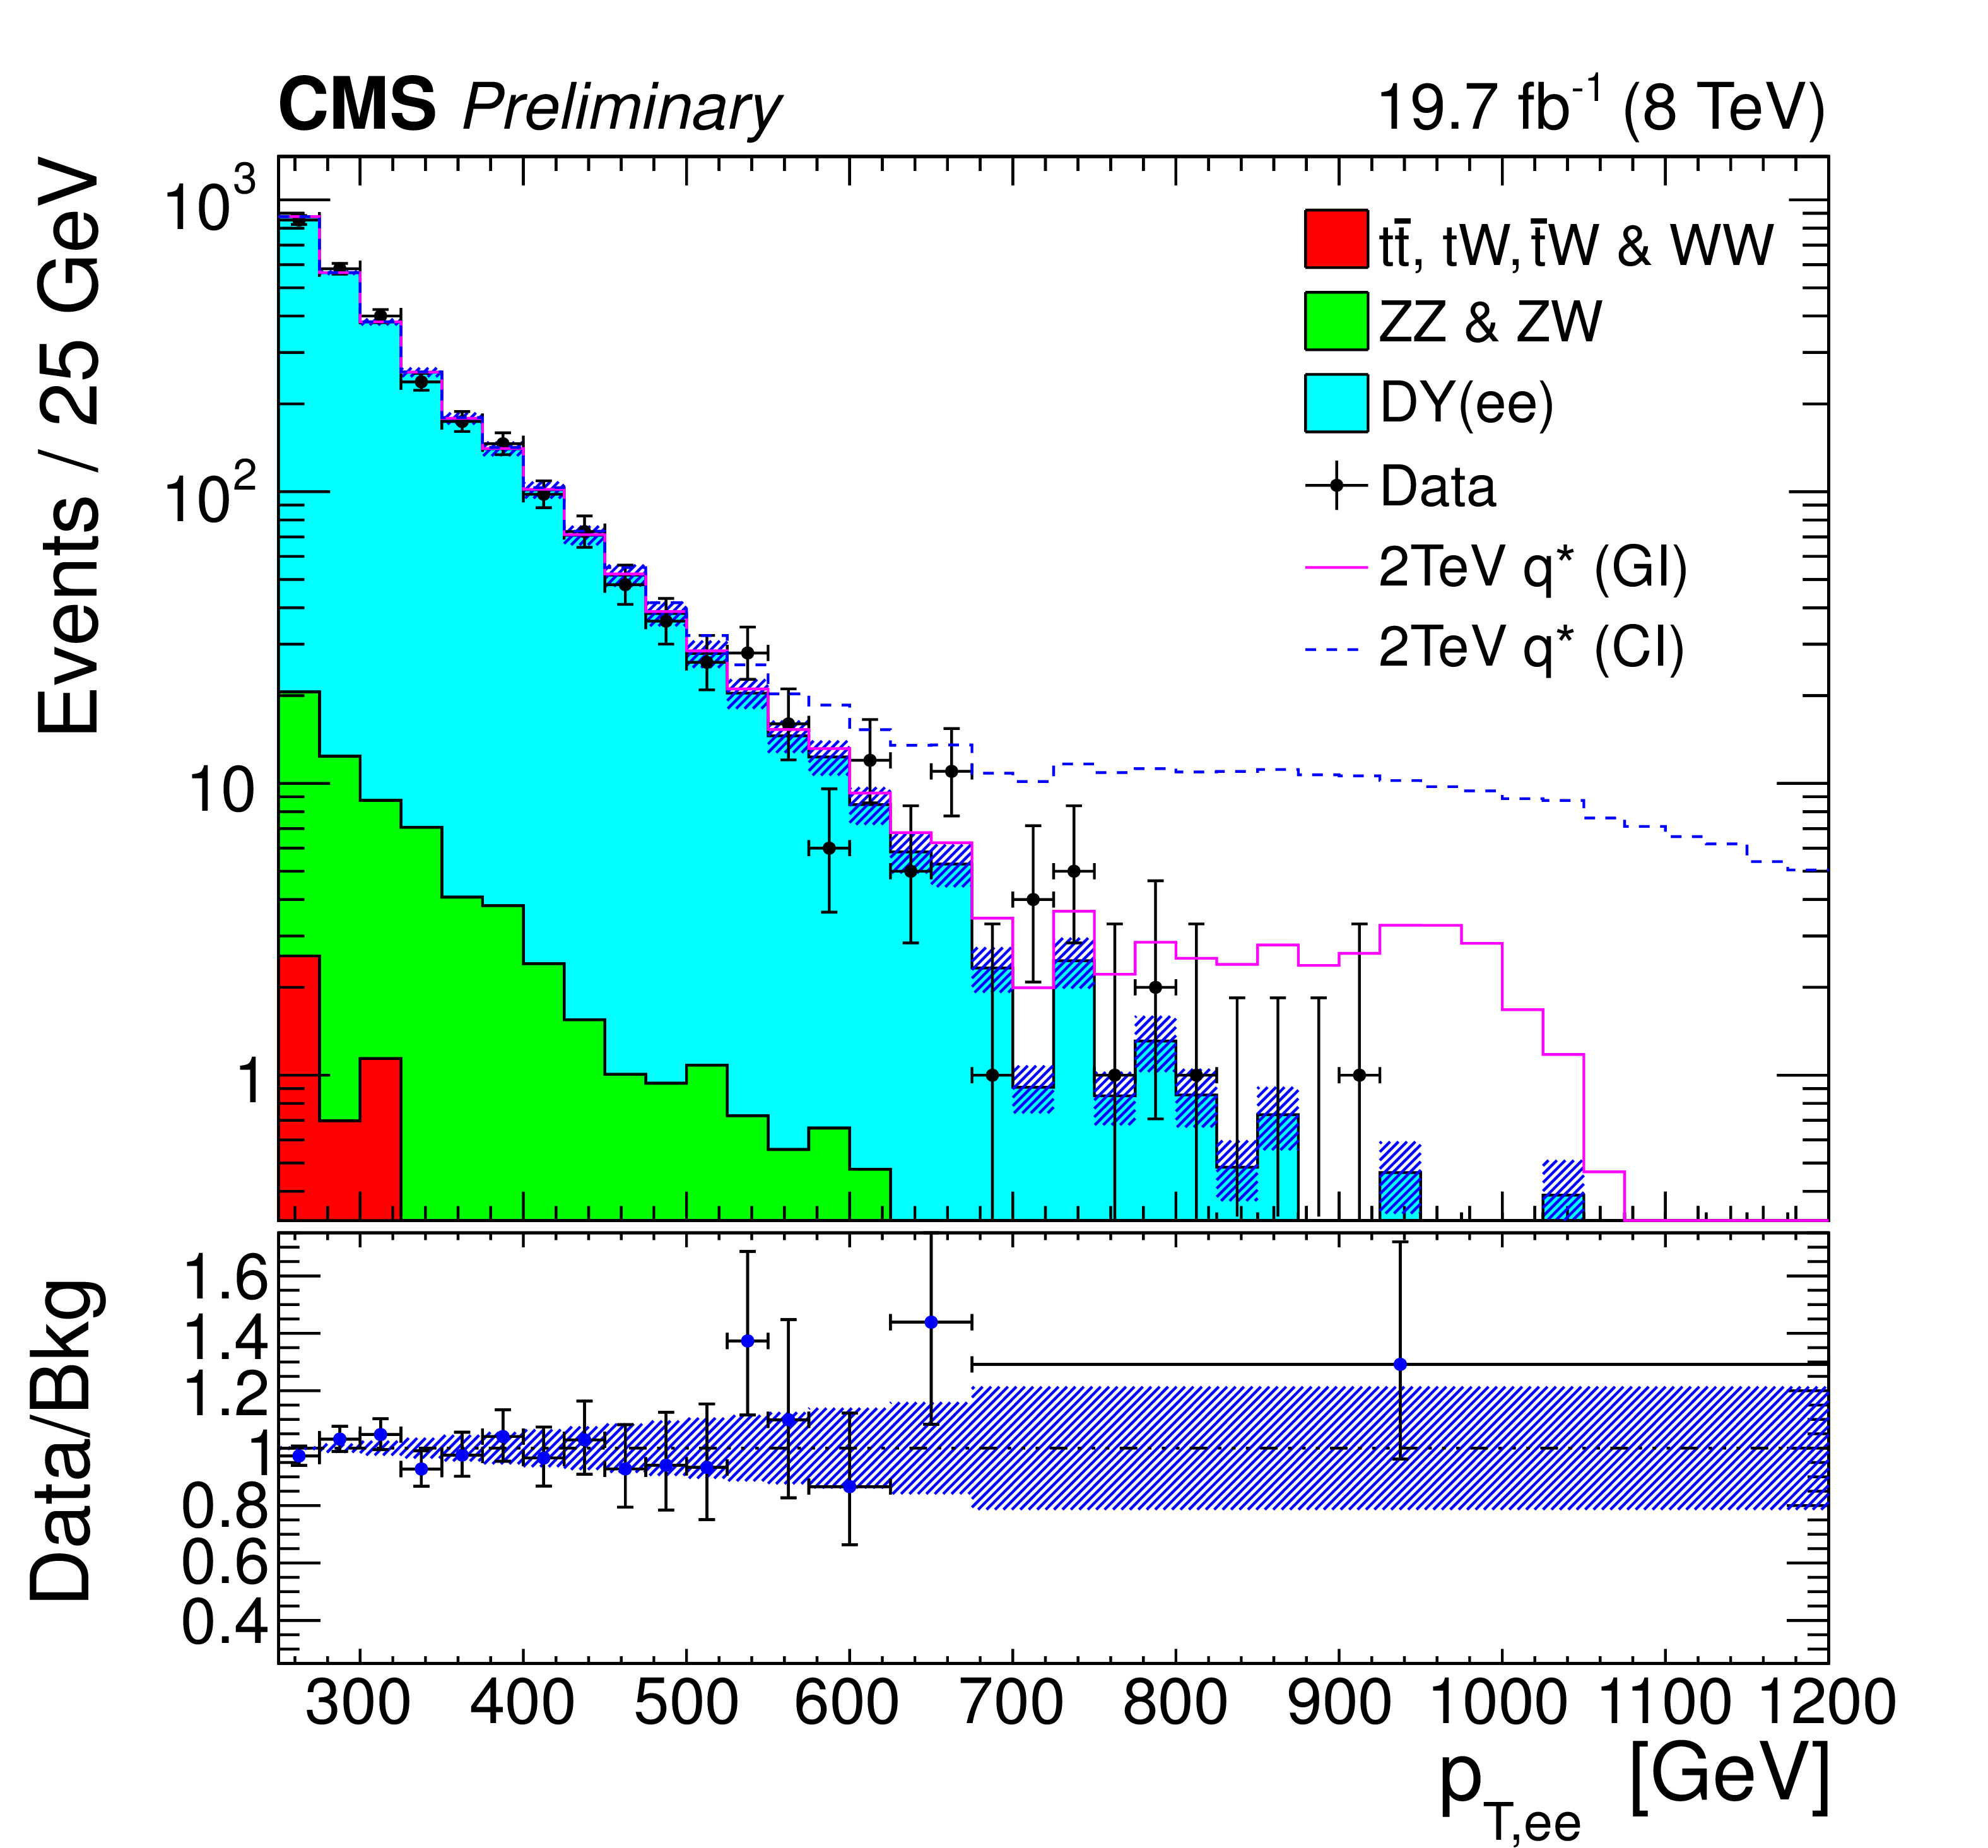 CMS Preliminary 19.7 fb⁻¹ (8 TeV)
Events / 25 GeV
10³
10²
10
1
tt̄, tW, t̄W & WW
ZZ & ZW
DY(ee)
Data
2TeV q* (GI)
2TeV q* (CI)
Data/Bkg
1.6
1.4
1.2
1
0.8
0.6
0.4
300 400 500 600 700 800 900 1000 1100 1200
p_T,ee [GeV]